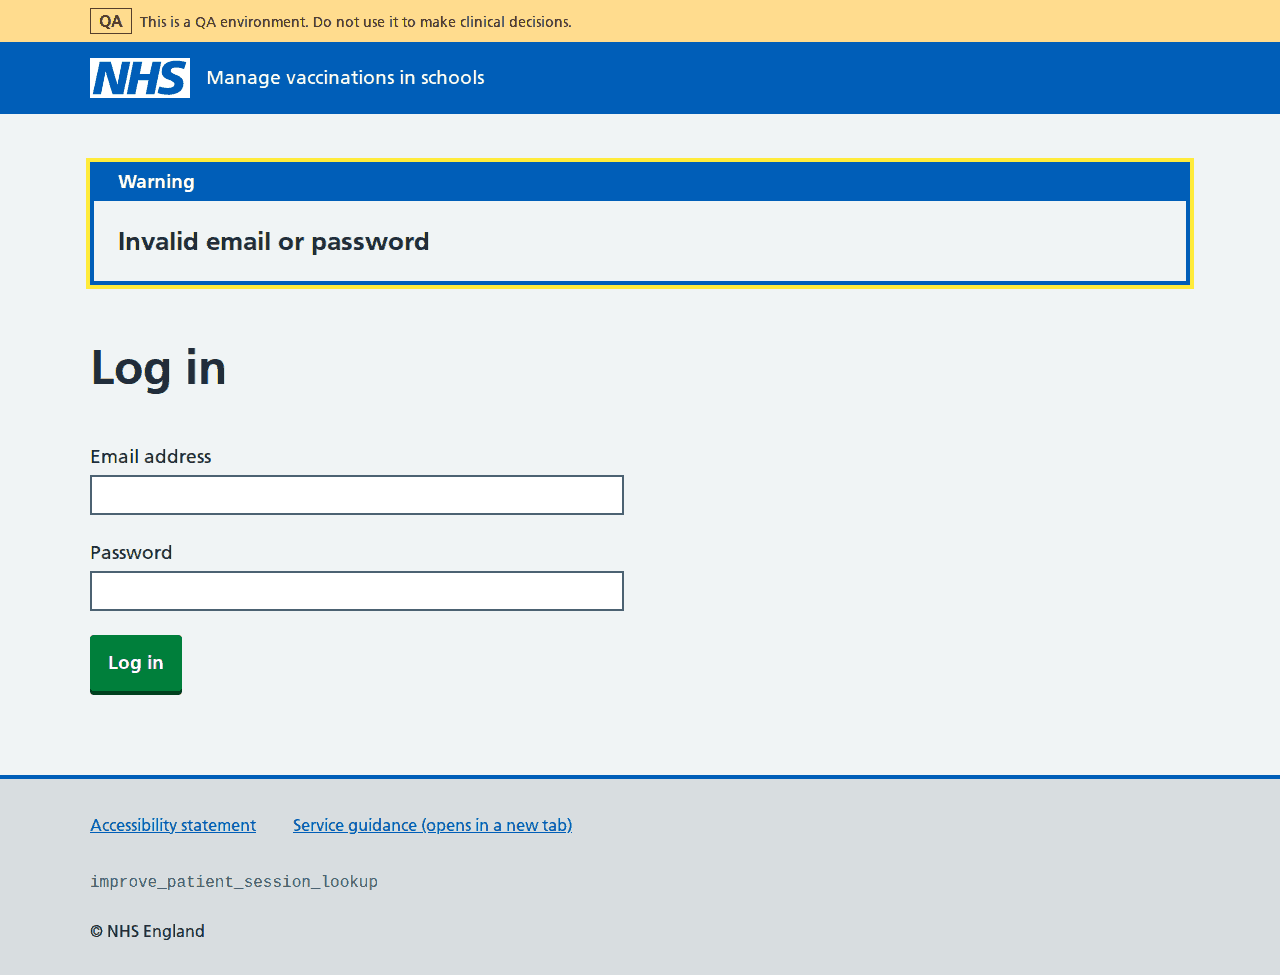 QA This is a QA environment. Do not use it to make clinical decisions.
NHS Manage vaccinations in schools
Warning
Invalid email or password
Log in
Email address
Password
Log in
Accessibility statement Service guidance (opens in a new tab)
improve_patient_session_lookup
© NHS England